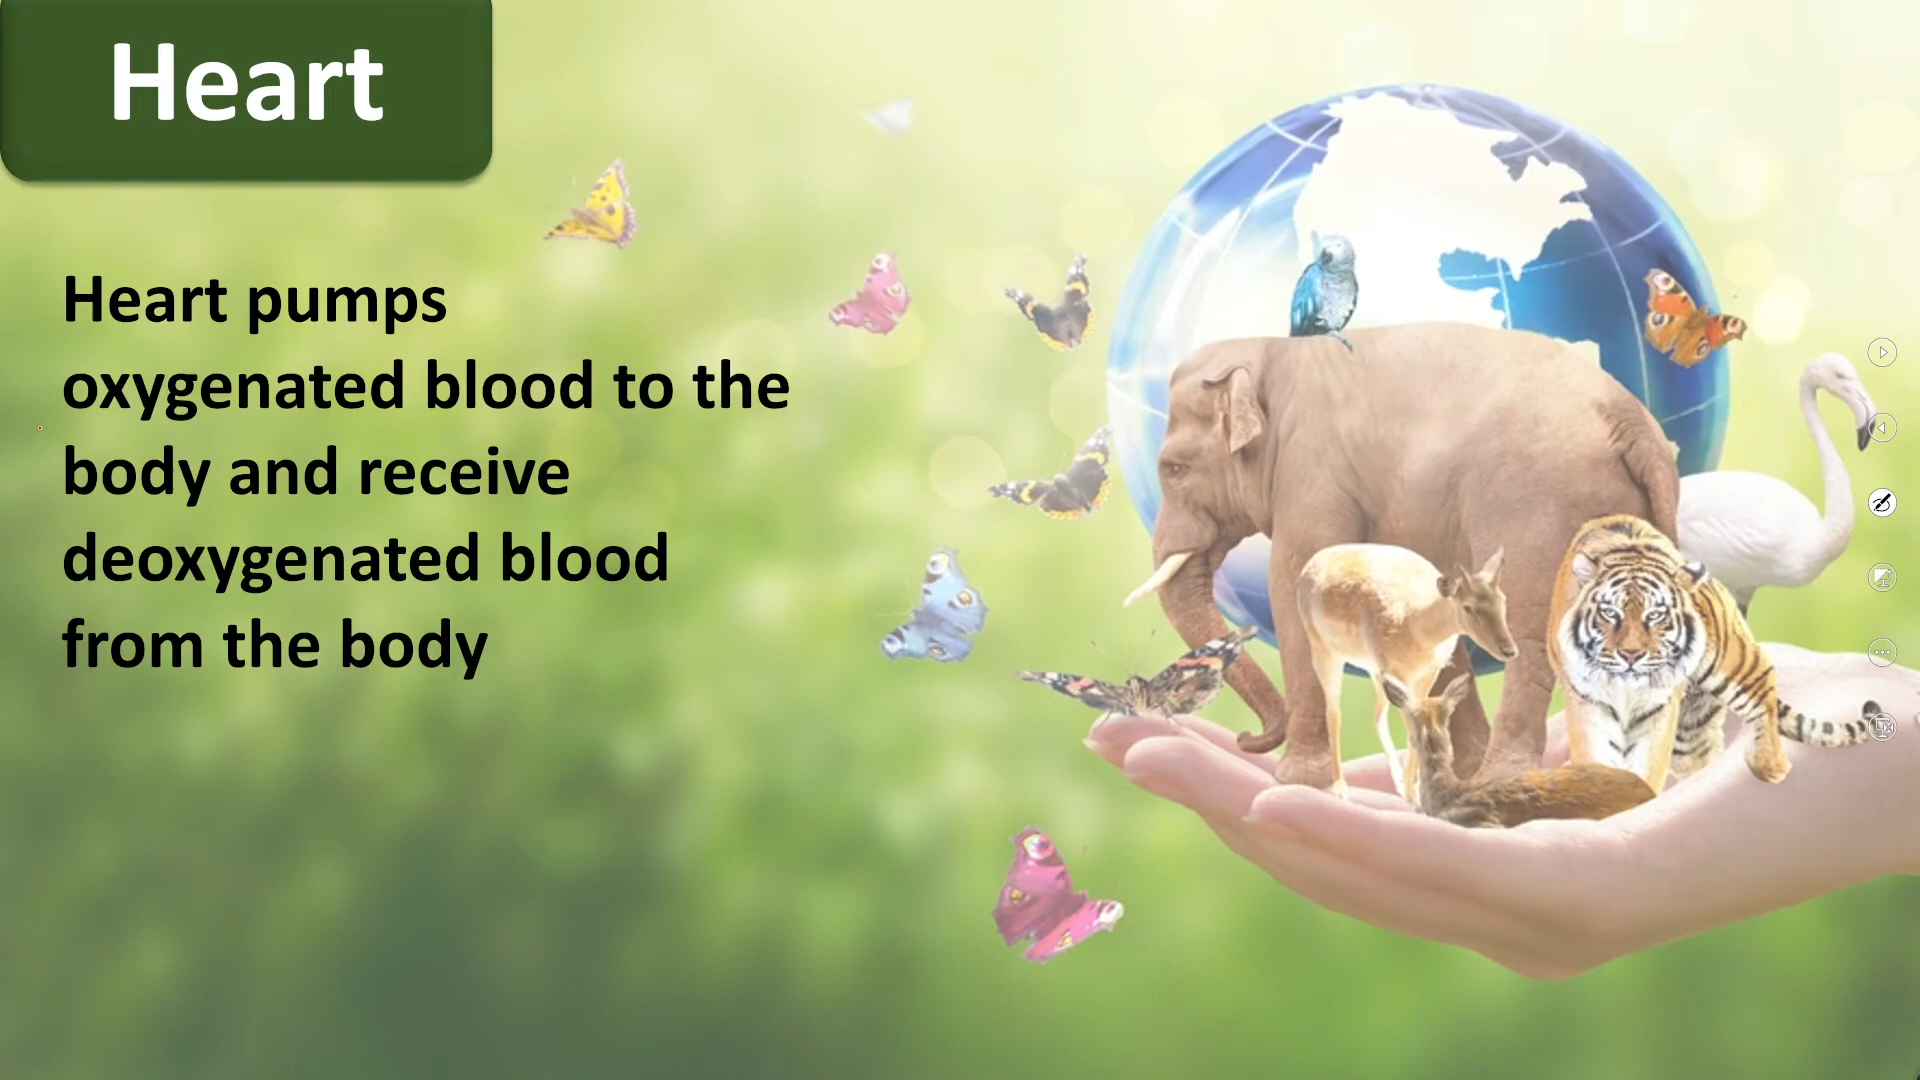 Heart
Heart pumps
oxygenated blood to the
body and receive
deoxygenated blood
from the body